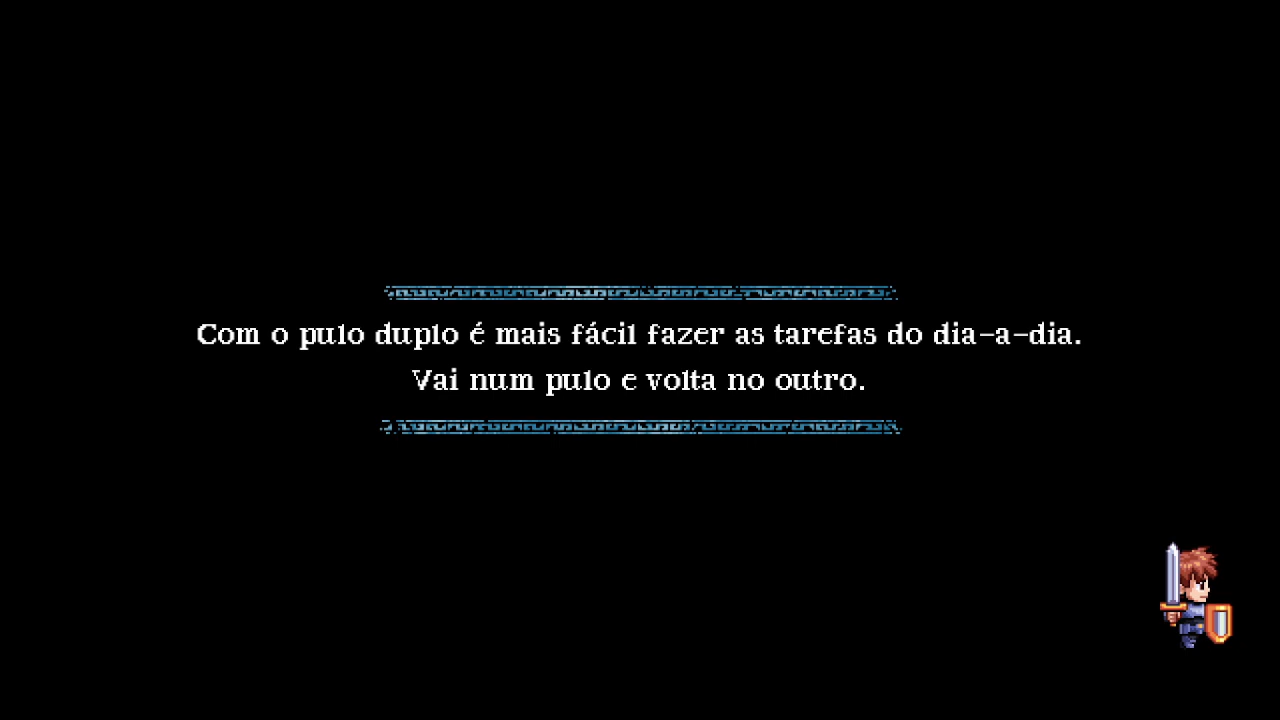 Com o pulo duplo é mais fácil fazer as tarefas do dia-a-dia.
Vai num pulo e volta no outro.